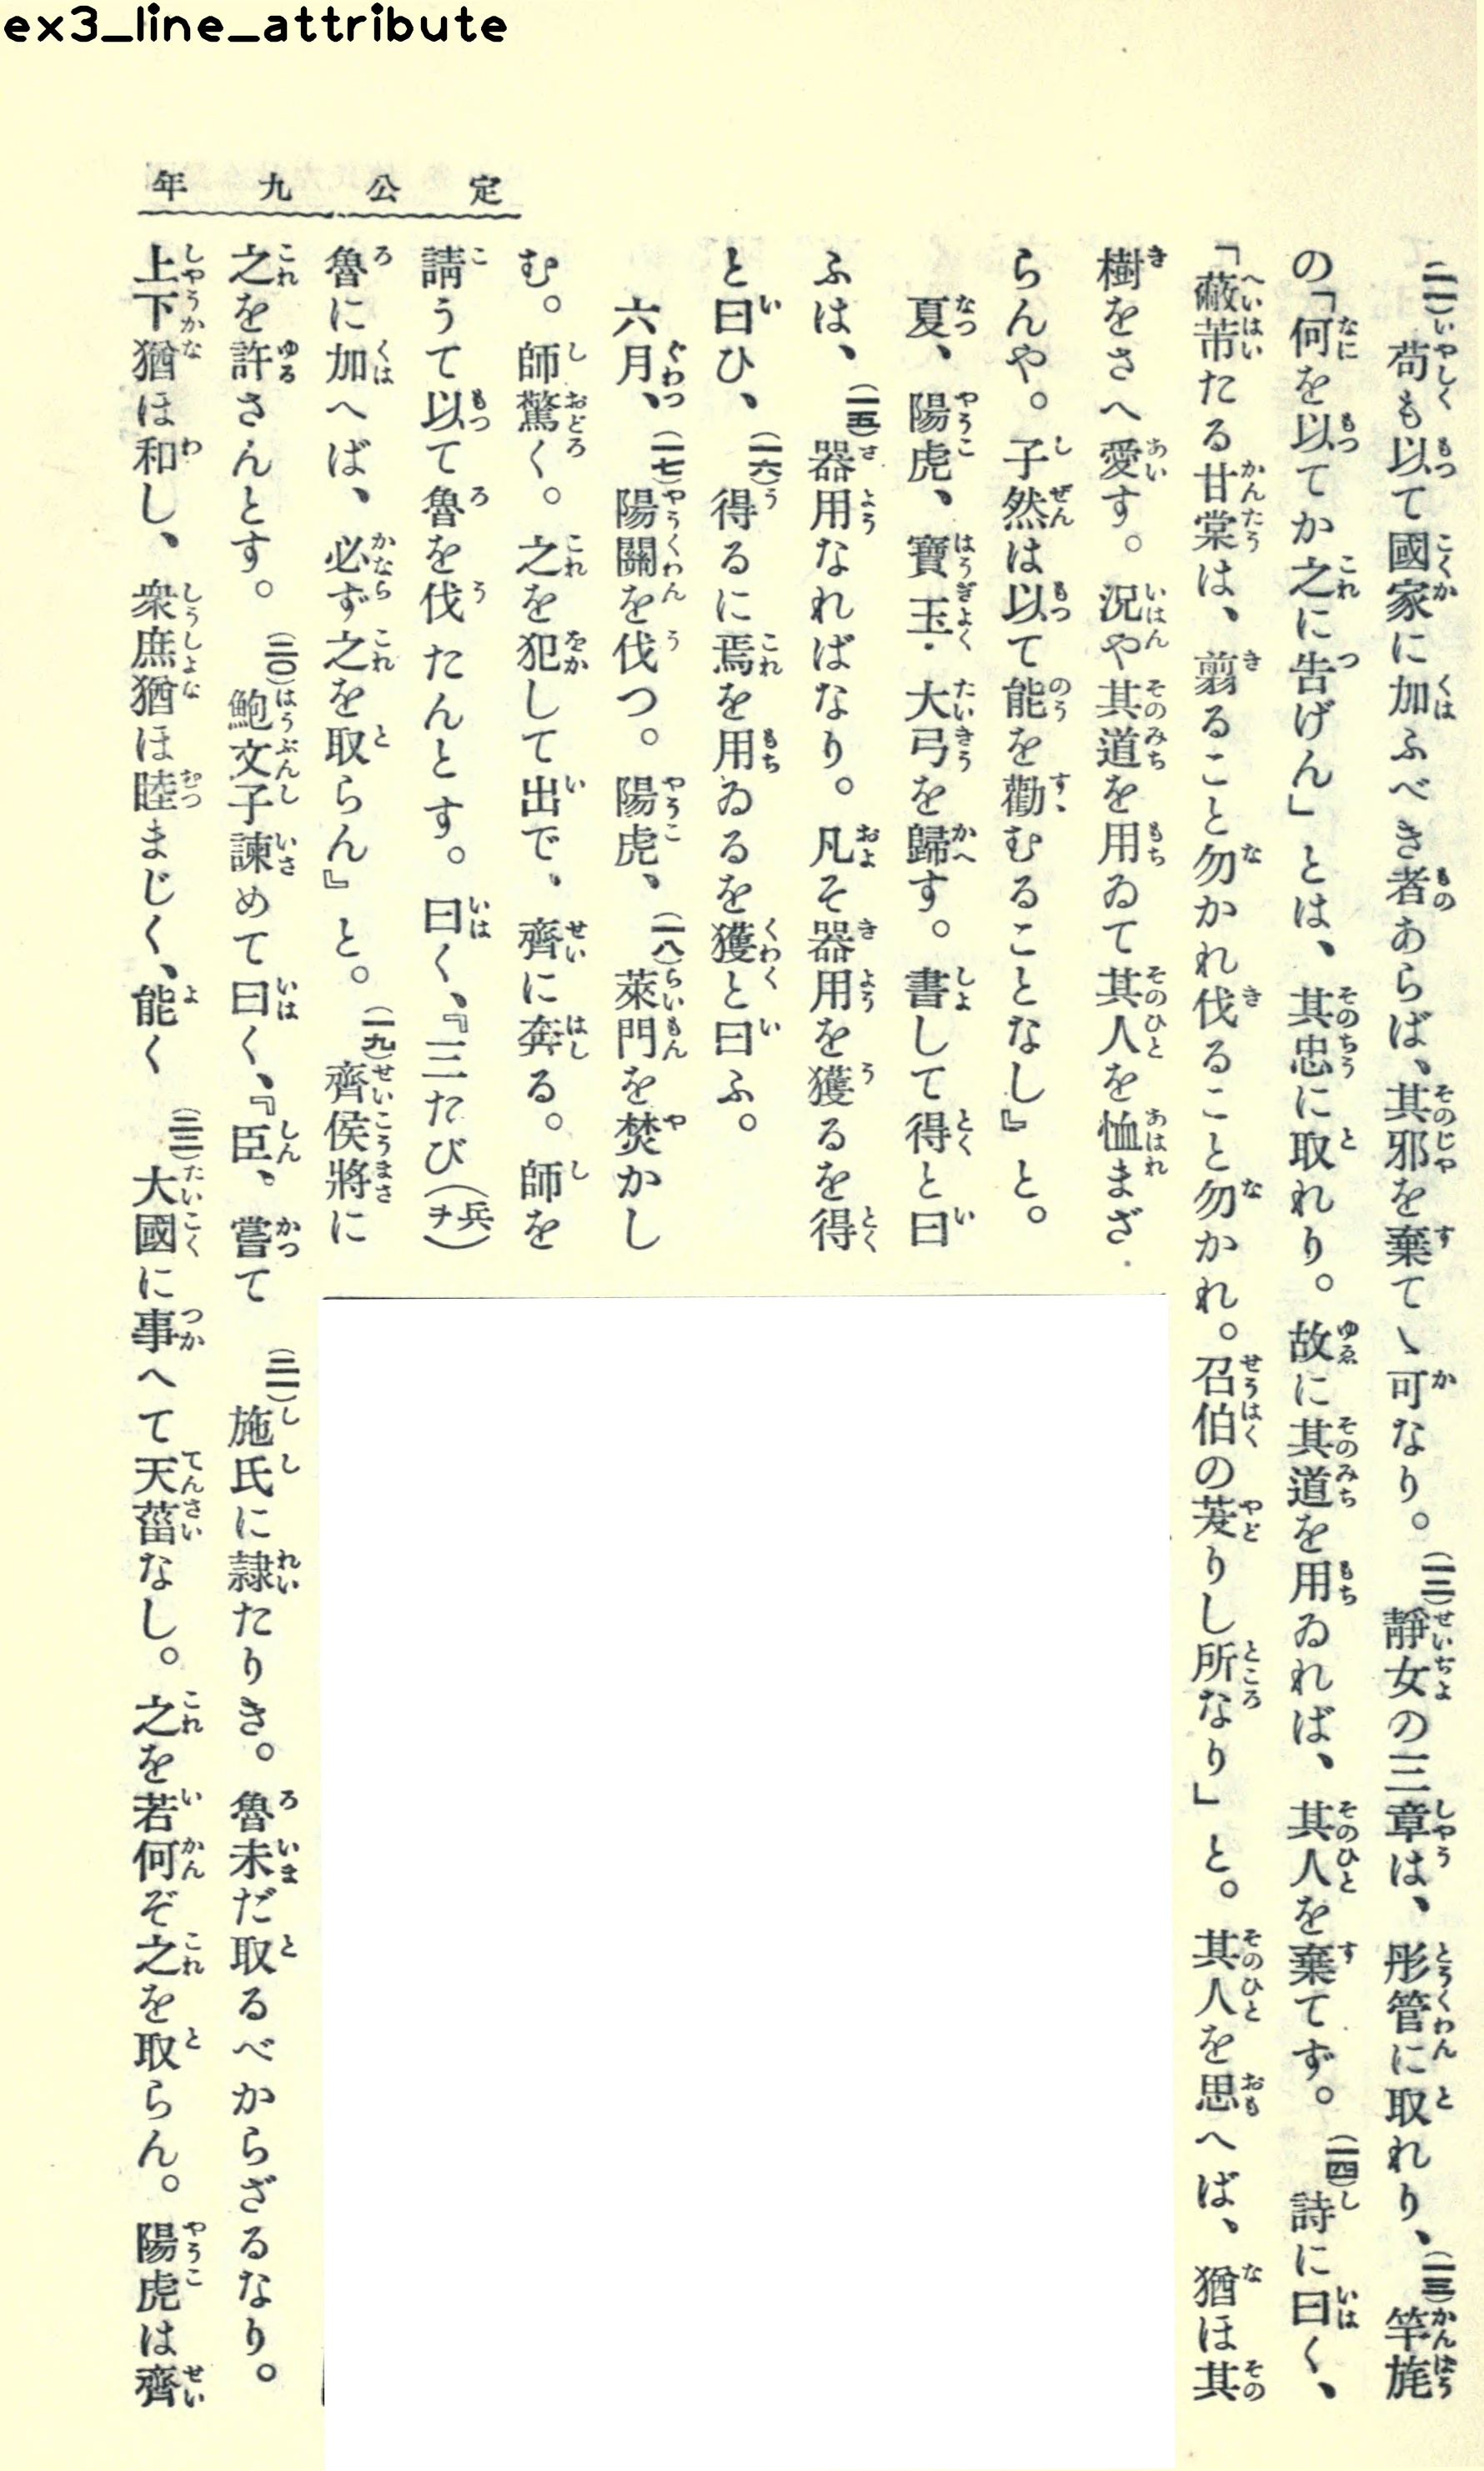 ex3_line_attribute
定公九年
(一一)苟も以て國家に加ふべき者あらば、其邪を棄てゝ可なり。(一二)靜女の三章は、彤管に取れり、(一三)竿旄
の「何を以てか之に告げん」とは、其忠に取れり。故に其道を用ゐれば、其人を棄てず。(一四)詩に曰く、
「蔽芾たる甘棠は、翦ること勿かれ伐ること勿かれ。召伯の茇りし所なり」と。其人を思へば、猶ほ其
樹をさへ愛す。況や其道を用ゐて其人を恤まざ
らんや。子然は以て能を勸むることなし』と。
夏、陽虎、寶玉・大弓を歸す。書して得と曰
ふは、(一五)器用なればなり。凡そ器用を獲るを得
と曰ひ、(一六)得るに焉を用ゐるを獲と曰ふ。
六月、(一七)陽關を伐つ。陽虎、(一八)萊門を焚かし
む。師驚く。之を犯して出で、齊に奔る。師を
請うて以て魯を伐たんとす。曰く、『三たび(兵ヲ)
魯に加へば、必ず之を取らん』と。(一九)齊侯將に
之を許さんとす。(二〇)鮑文子諫めて曰く、『臣、嘗て(二一)施氏に隷たりき。魯未だ取るべからざるなり。
上下猶ほ和し、衆庶猶ほ睦まじく、能く(二二)大國に事へて天菑なし。之を若何ぞ之を取らん。陽虎は齊